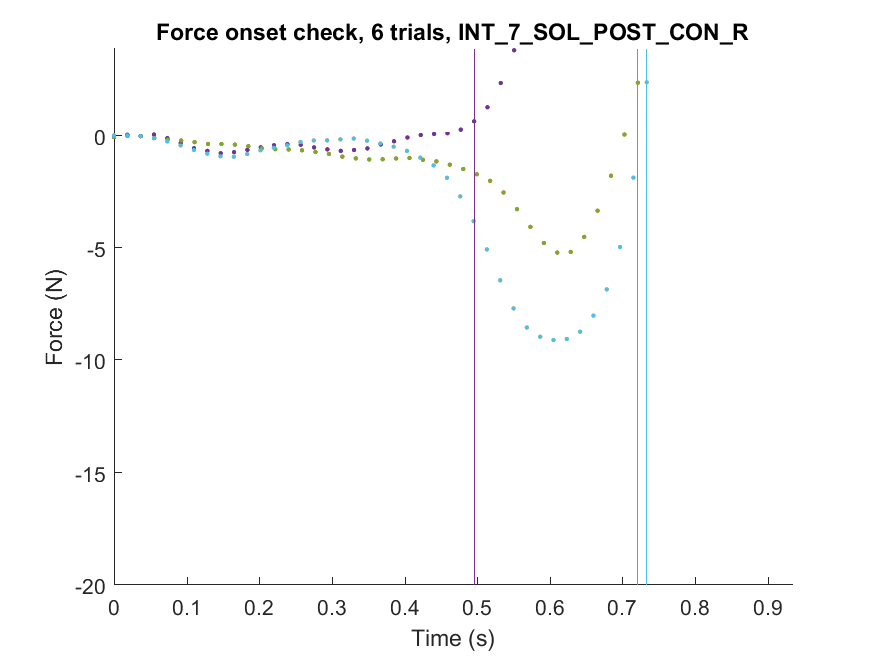 Force onset check, 6 trials, INT_7_SOL_POST_CON_R
0
-5
-10
-15
-20
Force (N)
0 0.1 0.2 0.3 0.4 0.5 0.6 0.7 0.8 0.9
Time (s)